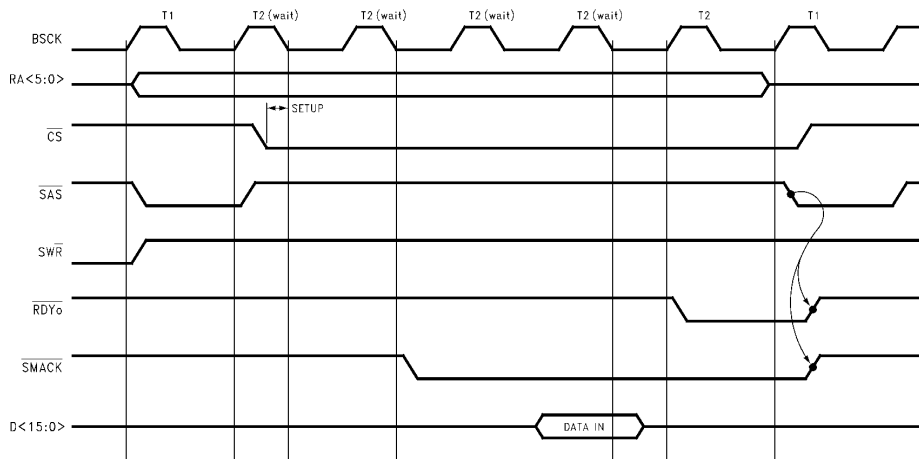 T1 T2 (wait) T2 (wait) T2 (wait) T2 (wait) T2 T1
BSCK
RA<5:0>
SETUP
CS
SAS
SWR
RDYo
SMACK
D<15:0> DATA IN